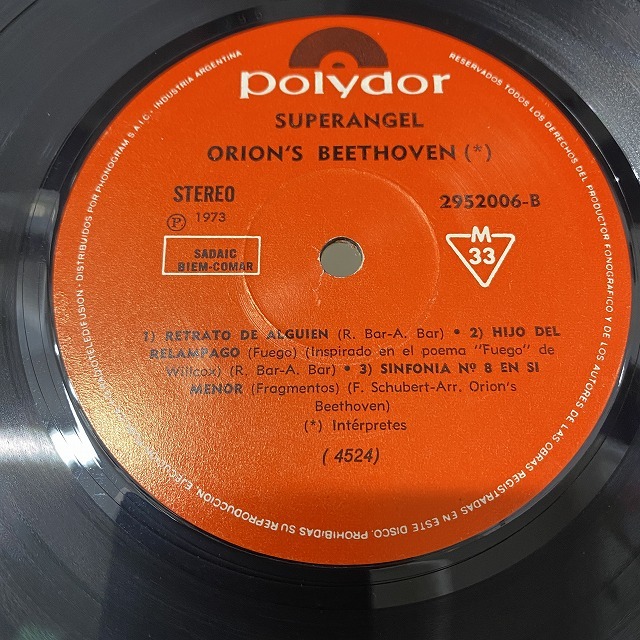 polydor
SUPERANGEL
ORION'S BEETHOVEN (*)
STEREO
℗ 1973
2952006-B
SADAIC
BIEM-COMAR
M
33
1) RETRATO DE ALGUIEN (R. Bar-A. Bar) • 2) HIJO DEL
RELAMPAGO (Fuego) (Inspirado en el poema "Fuego" de
Willcox) (R. Bar-A. Bar) • 3) SINFONIA Nº 8 EN SI
MENOR (Fragmentos) (F. Schubert-Arr. Orion's
Beethoven)
(*) Intérpretes
(4524)
RESERVADOS TODOS LOS DERECHOS DEL PRODUCTOR FONOGRAFICO Y DE LOS AUTORES DE LAS OBRAS REGISTRADAS EN ESTE DISCO. PROHIBIDAS SU REPRODUCCION, EJECUCION
TELEDIFUSION - DISTRIBUIDOS POR PHONOGRAM S.A.I.C. - INDUSTRIA ARGENTINA